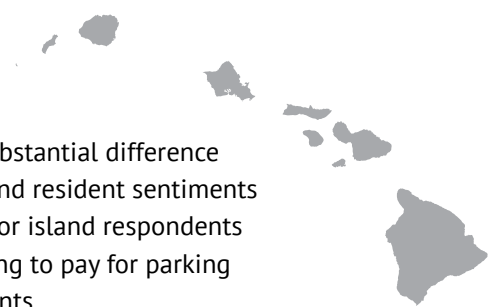 bstantial difference
nd resident sentiments
or island respondents
ng to pay for parking
nts